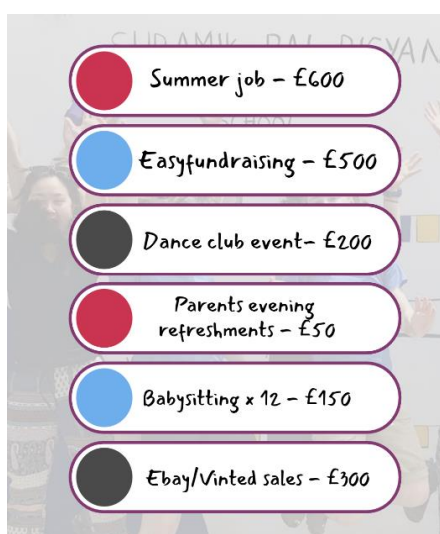 Summer job – £600
SCHOOL
Easyfundraising – £500
Dance club event– £200
Parents evening
refreshments – £50
Babysitting x 12 – £150
Ebay/Vinted sales – £300